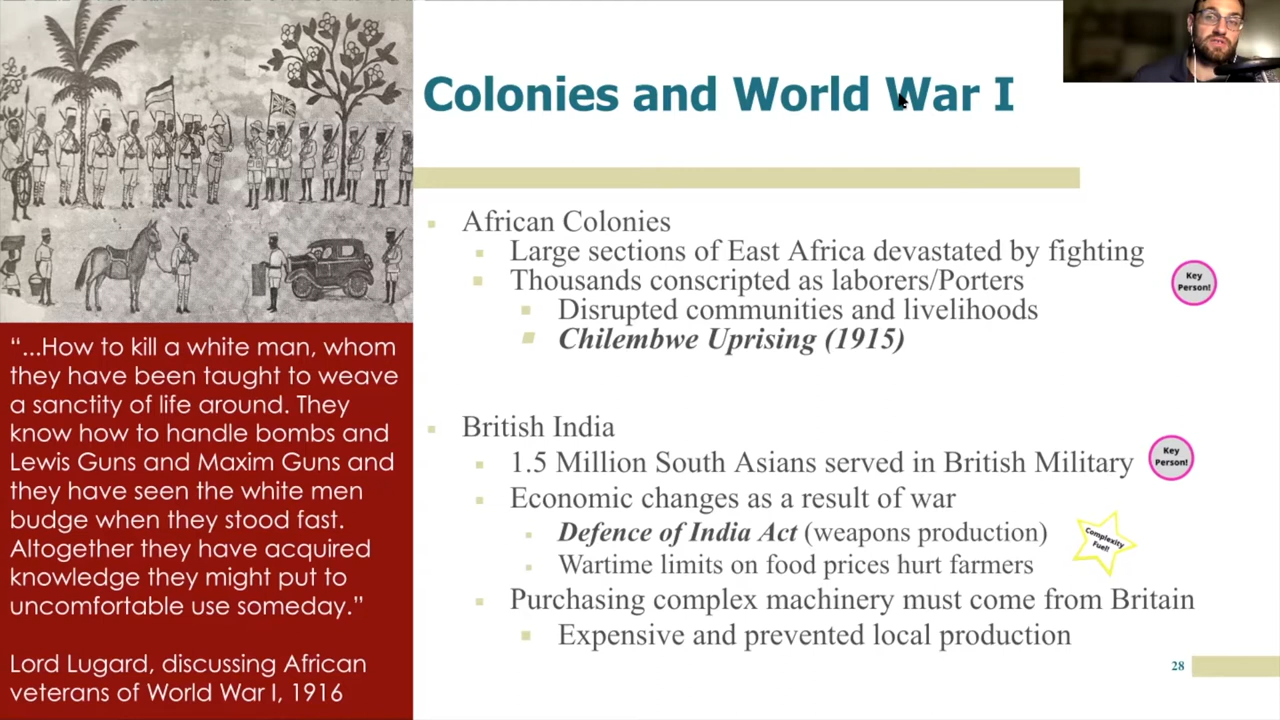 Colonies and World War I
African Colonies
Large sections of East Africa devastated by fighting
Thousands conscripted as laborers/Porters
Key
Person!
Disrupted communities and livelihoods
Chilembwe Uprising (1915)
British India
1.5 Million South Asians served in British Military
Key
Person!
Economic changes as a result of war
Defence of India Act (weapons production)
Complexity
Fuel!
Wartime limits on food prices hurt farmers
Purchasing complex machinery must come from Britain
Expensive and prevented local production
28
“...How to kill a white man, whom
they have been taught to weave
a sanctity of life around. They
know how to handle bombs and
Lewis Guns and Maxim Guns and
they have seen the white men
budge when they stood fast.
Altogether they have acquired
knowledge they might put to
uncomfortable use someday.”
Lord Lugard, discussing African
veterans of World War I, 1916